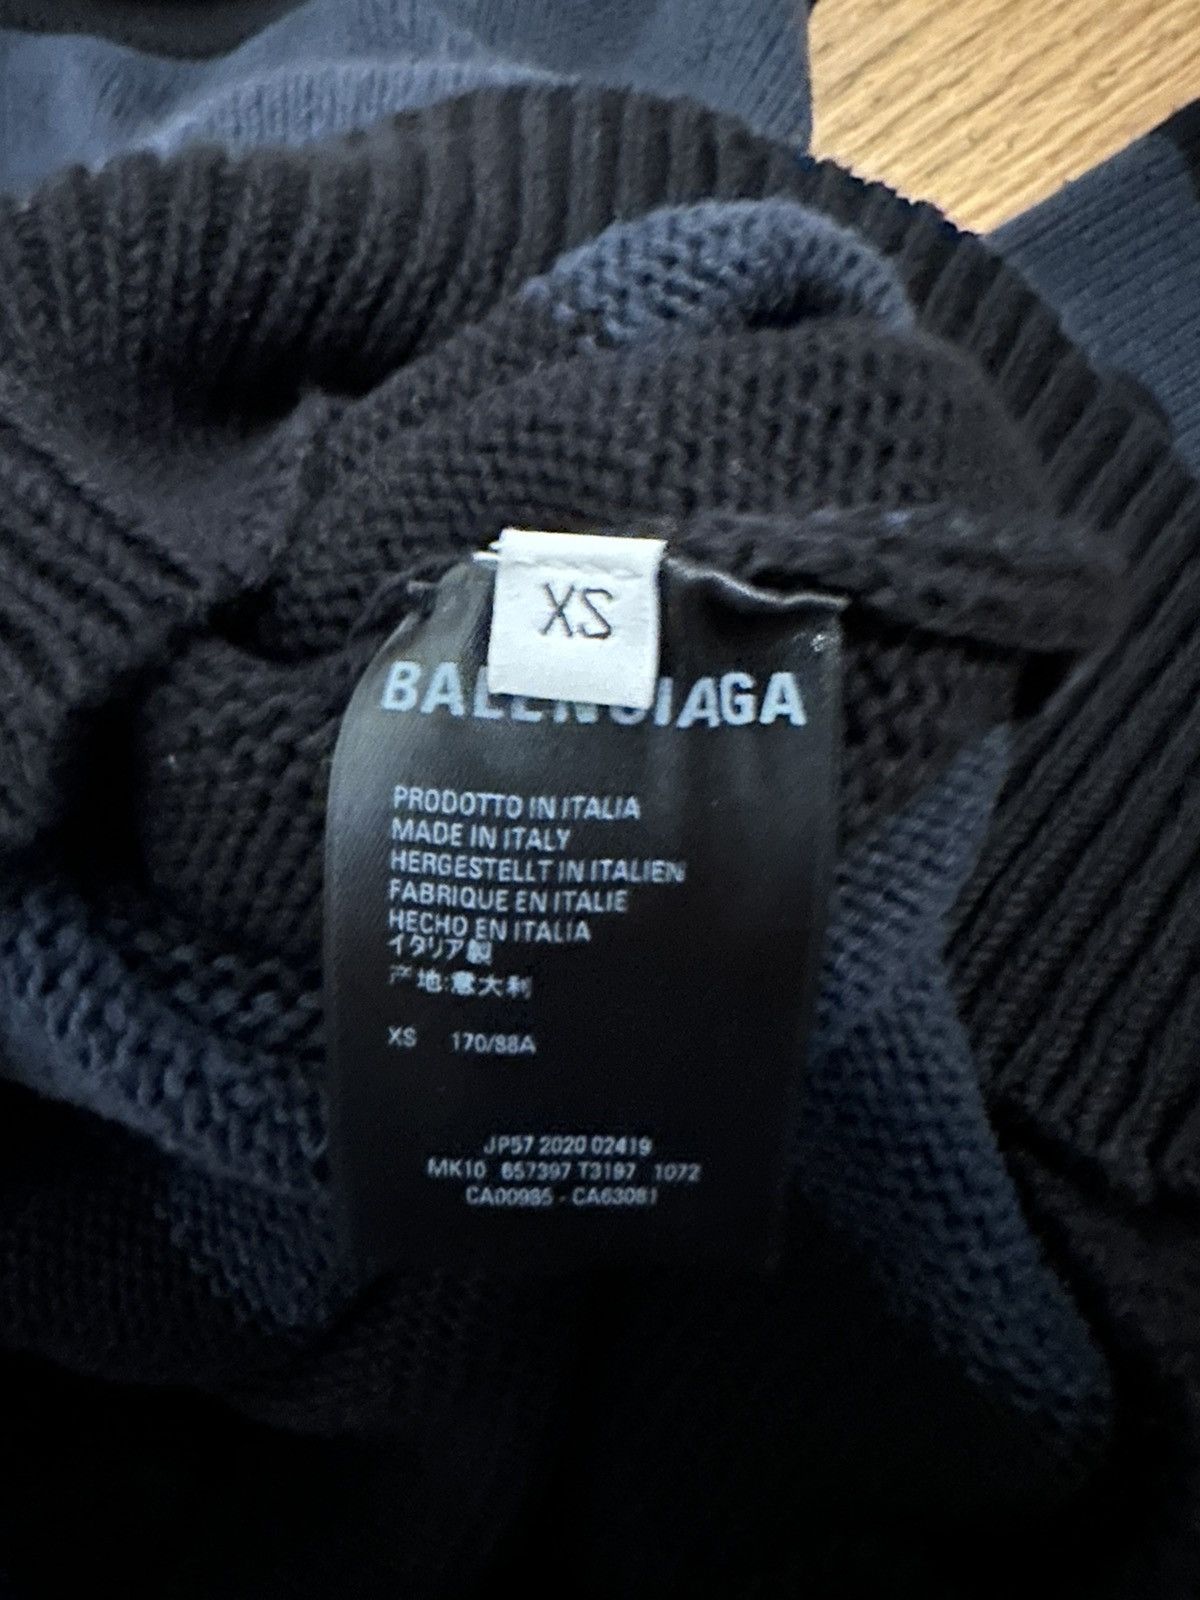 XS
BALENCIAGA
PRODOTTO IN ITALIA
MADE IN ITALY
HERGESTELLT IN ITALIEN
FABRIQUE EN ITALIE
HECHO EN ITALIA
イタリア製
产地:意大利
XS 170/88A
JP57 2020 02419
MK10 657397 T3197 1072
CA00985 - CA63081